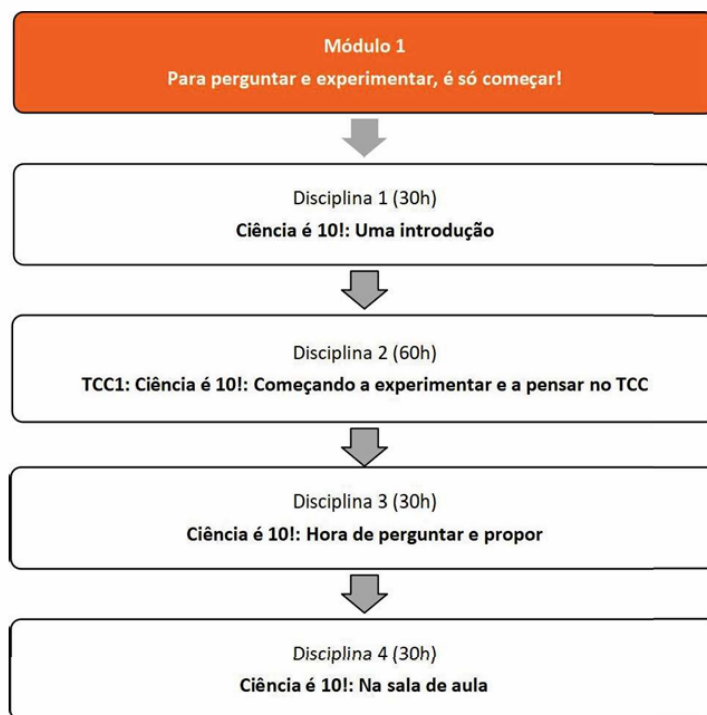 Módulo 1
Para perguntar e experimentar, é só começar!
Disciplina 1 (30h)
Ciência é 10!: Uma introdução
Disciplina 2 (60h)
TCC1: Ciência é 10!: Começando a experimentar e a pensar no TCC
Disciplina 3 (30h)
Ciência é 10!: Hora de perguntar e propor
Disciplina 4 (30h)
Ciência é 10!: Na sala de aula